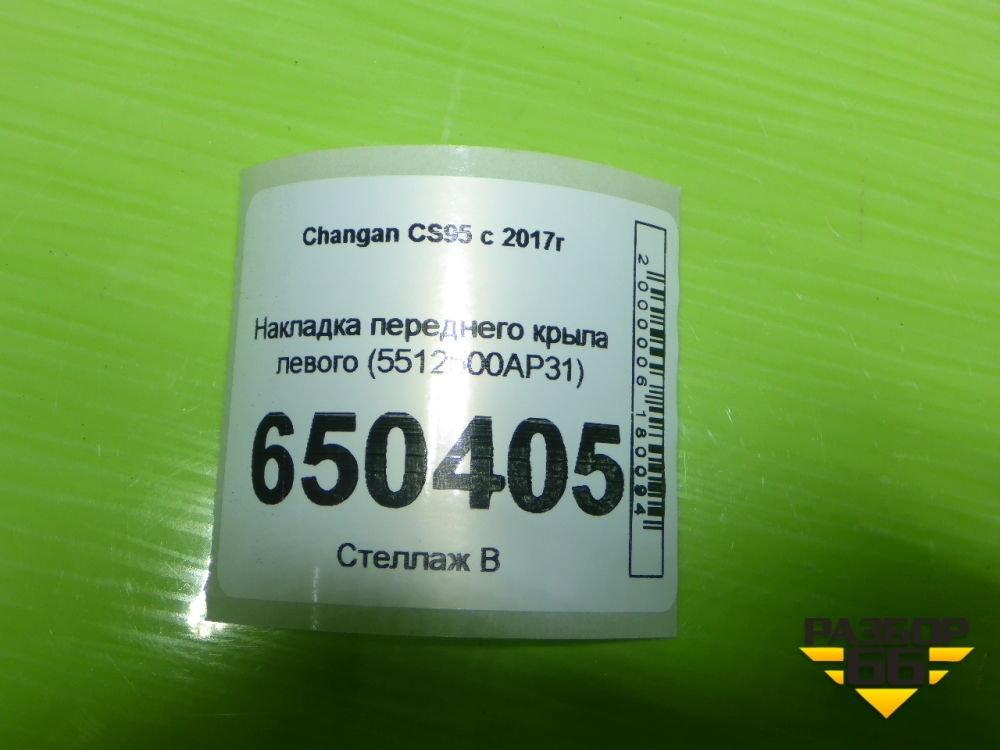 Changan CS95 с 2017г
Накладка переднего крыла
левого (5512500AP31)
650405
Стеллаж В
2000006180094
РАЗБОР
66